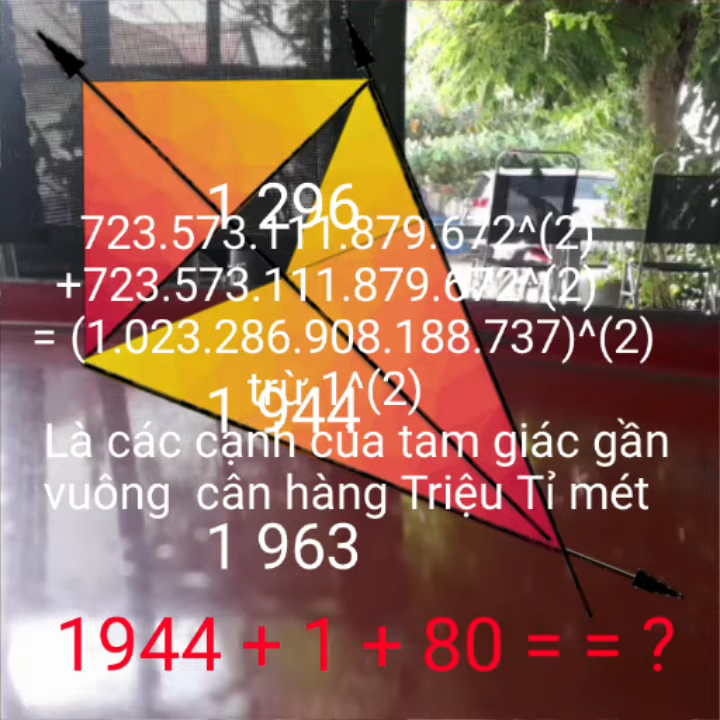 1 296
723.573.111.879.672^(2)
+723.573.111.879.672^(2)
= (1.023.286.908.188.737)^(2)
trừ 1^(2)
1 944
Là các cạnh của tam giác gần
vuông cân hàng Triệu Tỉ mét
1 963
1944 + 1 + 80 = = ?